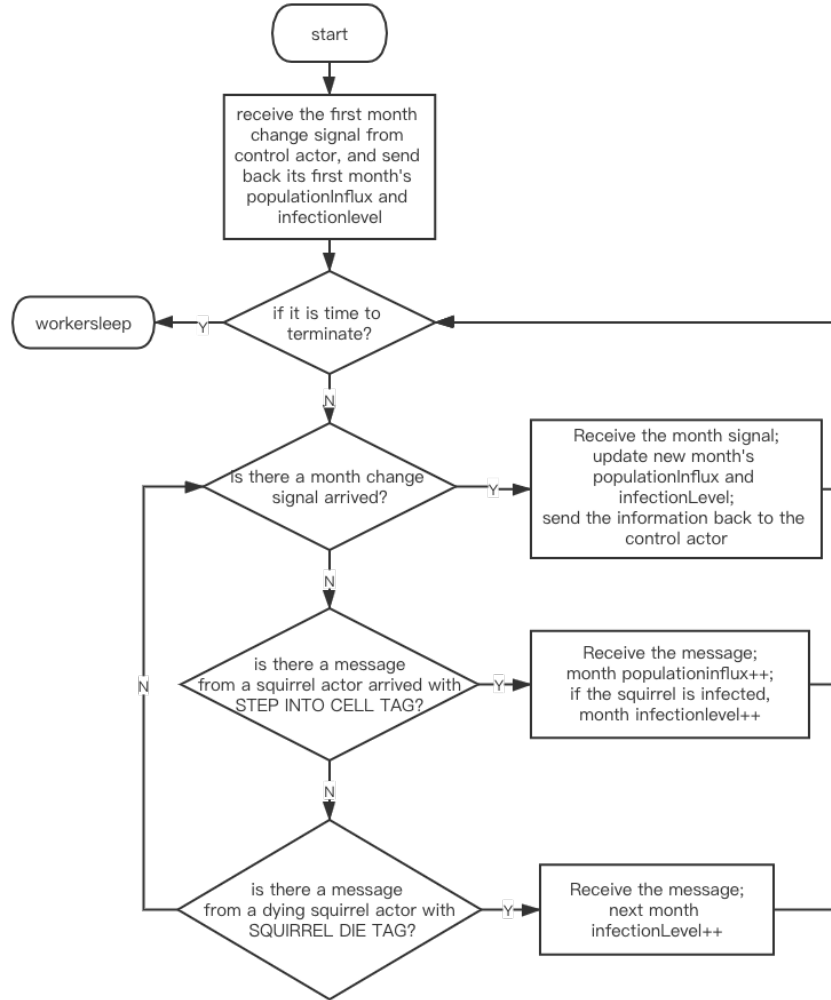 start
receive the first month
change signal from
control actor, and send
back its first month's
populationInflux and
infectionlevel
if it is time to
terminate?
Y
workersleep
N
is there a month change
signal arrived?
Y
Receive the month signal;
update new month's
populationInflux and
infectionLevel;
send the information back to the
control actor
N
is there a message
from a squirrel actor arrived with
STEP INTO CELL TAG?
Y
Receive the message;
month populationinflux++;
if the squirrel is infected,
month infectionlevel++
N
N
is there a message
from a dying squirrel actor with
SQUIRREL DIE TAG?
Y
Receive the message;
next month
infectionLevel++